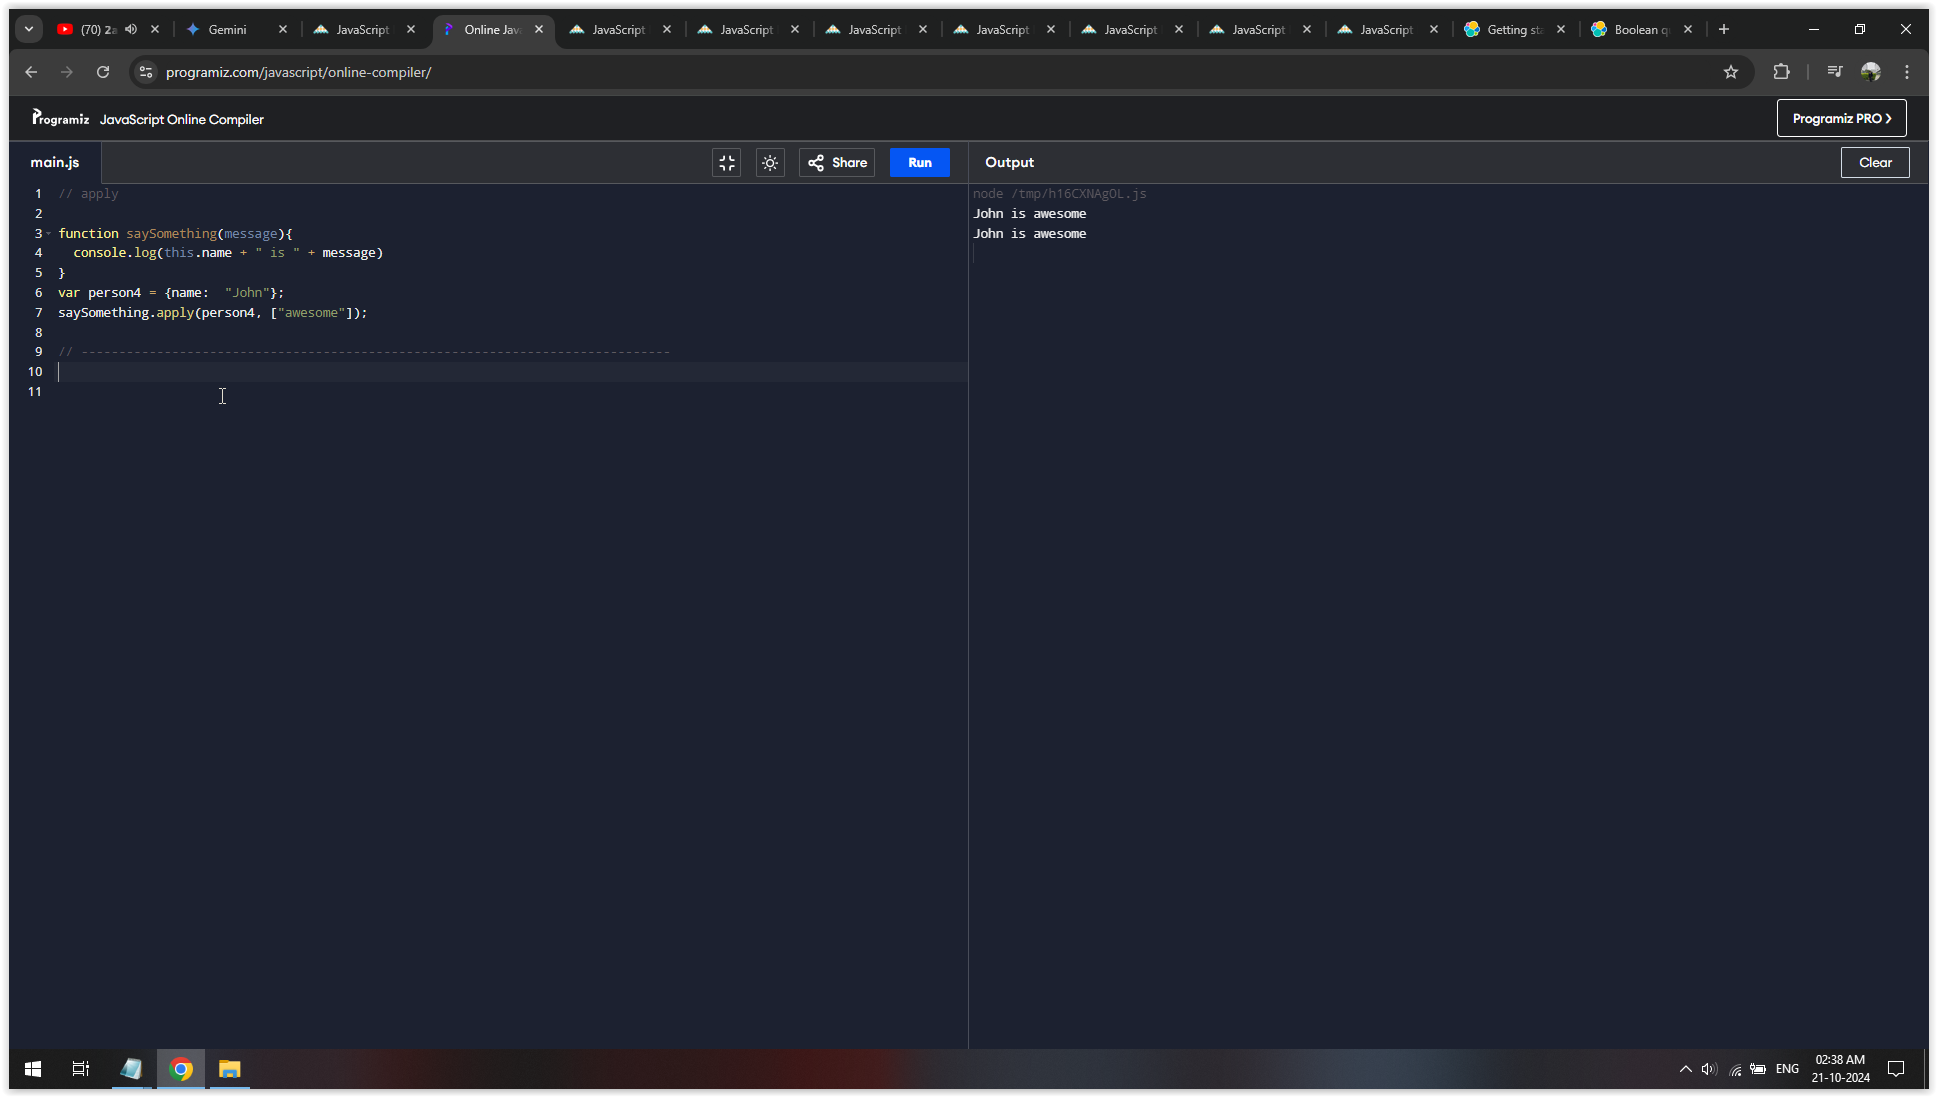 (70) 2a
Gemini
JavaScript
Online Jav
JavaScript
JavaScript
JavaScript
JavaScript
JavaScript
JavaScript
JavaScript
Getting sta
Boolean q
programiz.com/javascript/online-compiler/
Programiz JavaScript Online Compiler
Programiz PRO
main.js
Share
Run
Output
Clear
1 // apply
2
3 function saySomething(message){
4 console.log(this.name + " is " + message)
5 }
6 var person4 = {name:  "John"};
7 saySomething.apply(person4, ["awesome"]);
8
9 // ------------------------------------------------------------------------------
10
11
node /tmp/h16CXNAgOL.js
John is awesome
John is awesome
ENG
02:38 AM
21-10-2024